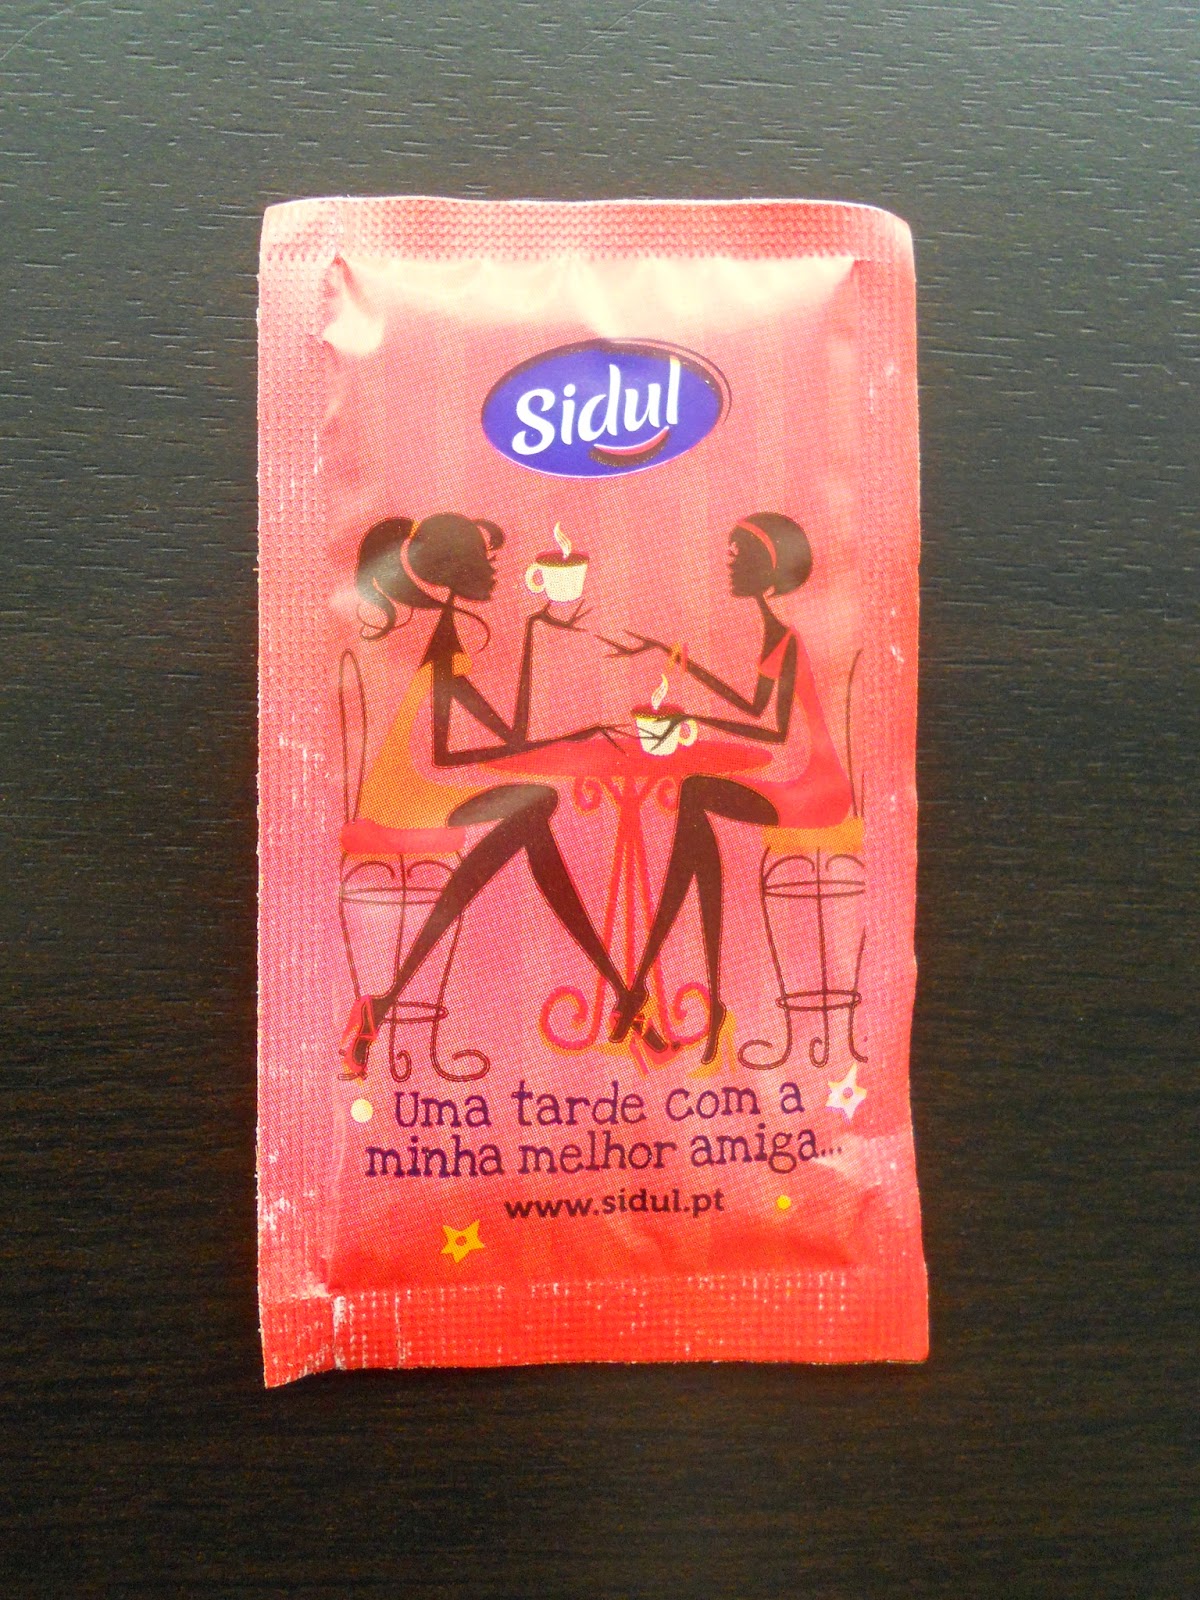 Sidul
Uma tarde com a
minha melhor amiga...
www.sidul.pt